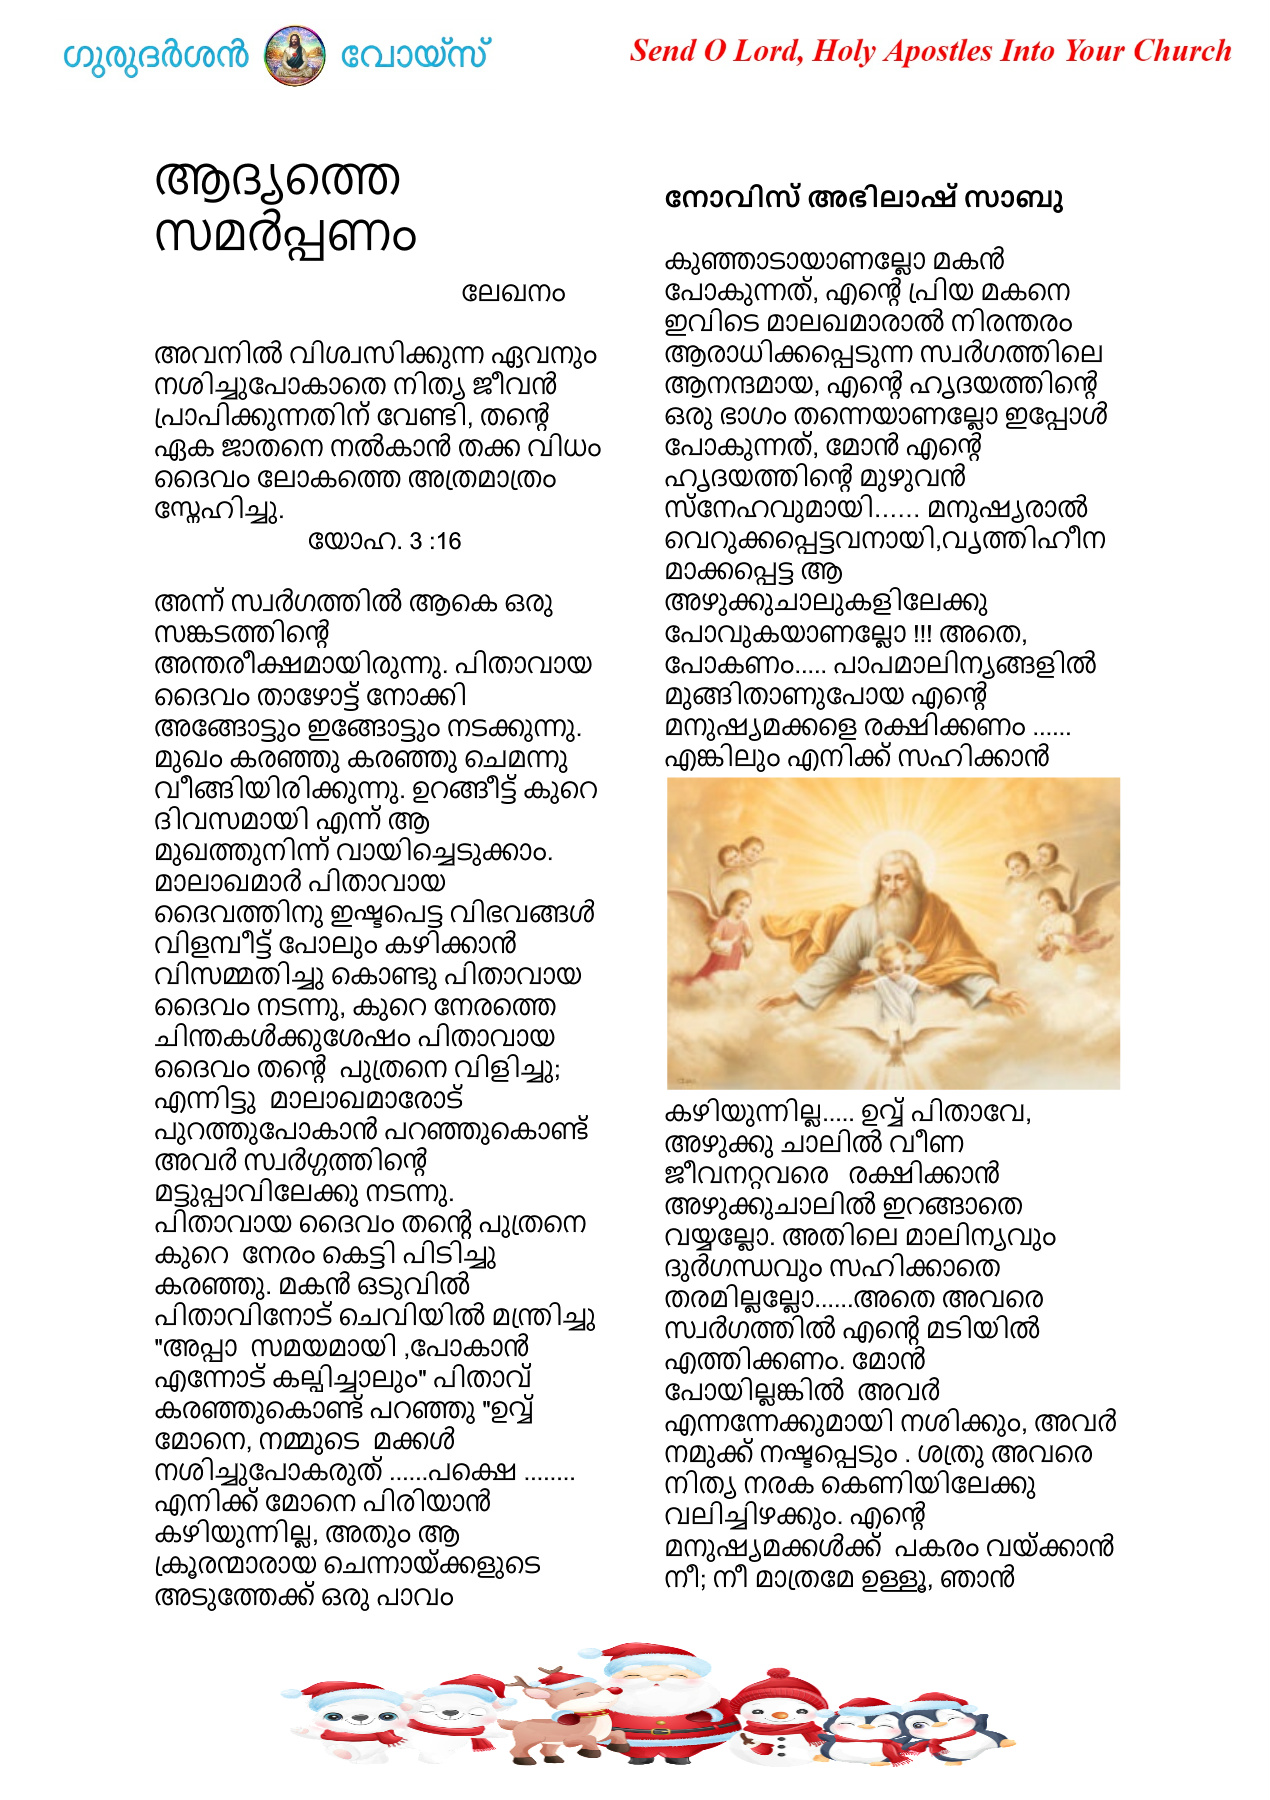 ഗുരുദർശൻ വോയ്സ്
Send O Lord, Holy Apostles Into Your Church
ആദ്യത്തെ
സമർപ്പണം
ലേഖനം
അവനിൽ വിശ്വസിക്കുന്ന ഏവനും
നശിച്ചുപോകാതെ നിത്യ ജീവൻ
പ്രാപിക്കുന്നതിന് വേണ്ടി, തന്റെ
ഏക ജാതനെ നൽകാൻ തക്ക വിധം
ദൈവം ലോകത്തെ അത്രമാത്രം
സ്നേഹിച്ചു.
യോഹ. 3 :16
അന്ന് സ്വർഗത്തിൽ ആകെ ഒരു
സങ്കടത്തിന്റെ
അന്തരീക്ഷമായിരുന്നു. പിതാവായ
ദൈവം താഴോട്ട് നോക്കി
അങ്ങോട്ടും ഇങ്ങോട്ടും നടക്കുന്നു.
മുഖം കരഞ്ഞു കരഞ്ഞു ചെമന്നു
വീങ്ങിയിരിക്കുന്നു. ഉറങ്ങീട്ട് കുറെ
ദിവസമായി എന്ന് ആ
മുഖത്തുനിന്ന് വായിച്ചെടുക്കാം.
മാലാഖമാർ പിതാവായ
ദൈവത്തിനു ഇഷ്ടപെട്ട വിഭവങ്ങൾ
വിളമ്പീട്ട് പോലും കഴിക്കാൻ
വിസമ്മതിച്ചു കൊണ്ടു പിതാവായ
ദൈവം നടന്നു, കുറെ നേരത്തെ
ചിന്തകൾക്കുശേഷം പിതാവായ
ദൈവം തന്റെ പുത്രനെ വിളിച്ചു;
എന്നിട്ടു മാലാഖമാരോട്
പുറത്തുപോകാൻ പറഞ്ഞുകൊണ്ട്
അവർ സ്വർഗ്ഗത്തിന്റെ
മട്ടുപ്പാവിലേക്കു നടന്നു.
പിതാവായ ദൈവം തന്റെ പുത്രനെ
കുറെ നേരം കെട്ടി പിടിച്ചു
കരഞ്ഞു. മകൻ ഒടുവിൽ
പിതാവിനോട് ചെവിയിൽ മന്ത്രിച്ചു
"അപ്പാ സമയമായി ,പോകാൻ
എന്നോട് കല്പിച്ചാലും" പിതാവ്
കരഞ്ഞുകൊണ്ട് പറഞ്ഞു "ഉവ്വ്
മോനെ, നമ്മുടെ മക്കൾ
നശിച്ചുപോകരുത് ......പക്ഷെ ........
എനിക്ക് മോനെ പിരിയാൻ
കഴിയുന്നില്ല, അതും ആ
ക്രൂരന്മാരായ ചെന്നായ്ക്കളുടെ
അടുത്തേക്ക് ഒരു പാവം
നോവിസ് അഭിലാഷ് സാബു
കുഞ്ഞാടായാണല്ലോ മകൻ
പോകുന്നത്, എന്റെ പ്രിയ മകനെ
ഇവിടെ മാലഖമാരാൽ നിരന്തരം
ആരാധിക്കപ്പെടുന്ന സ്വർഗത്തിലെ
ആനന്ദമായ, എന്റെ ഹൃദയത്തിന്റെ
ഒരു ഭാഗം തന്നെയാണല്ലോ ഇപ്പോൾ
പോകുന്നത്, മോൻ എന്റെ
ഹൃദയത്തിന്റെ മുഴുവൻ
സ്നേഹവുമായി...... മനുഷ്യരാൽ
വെറുക്കപ്പെട്ടവനായി,വൃത്തിഹീന
മാക്കപ്പെട്ട ആ
അഴുക്കുചാലുകളിലേക്കു
പോവുകയാണല്ലോ !!! അതെ,
പോകണം..... പാപമാലിന്യങ്ങളിൽ
മുങ്ങിതാണുപോയ എന്റെ
മനുഷ്യമക്കളെ രക്ഷിക്കണം ......
എങ്കിലും എനിക്ക് സഹിക്കാൻ
കഴിയുന്നില്ല..... ഉവ്വ് പിതാവേ,
അഴുക്കു ചാലിൽ വീണ
ജീവനറ്റവരെ രക്ഷിക്കാൻ
അഴുക്കുചാലിൽ ഇറങ്ങാതെ
വയ്യല്ലോ. അതിലെ മാലിന്യവും
ദുർഗന്ധവും സഹിക്കാതെ
തരമില്ലല്ലോ......അതെ അവരെ
സ്വർഗത്തിൽ എന്റെ മടിയിൽ
എത്തിക്കണം. മോൻ
പോയില്ലങ്കിൽ അവർ
എന്നന്നേക്കുമായി നശിക്കും, അവർ
നമുക്ക് നഷ്ടപ്പെടും . ശത്രു അവരെ
നിത്യ നരക കെണിയിലേക്കു
വലിച്ചിഴക്കും. എന്റെ
മനുഷ്യമക്കൾക്ക് പകരം വയ്ക്കാൻ
നീ; നീ മാത്രമേ ഉള്ളൂ, ഞാൻ